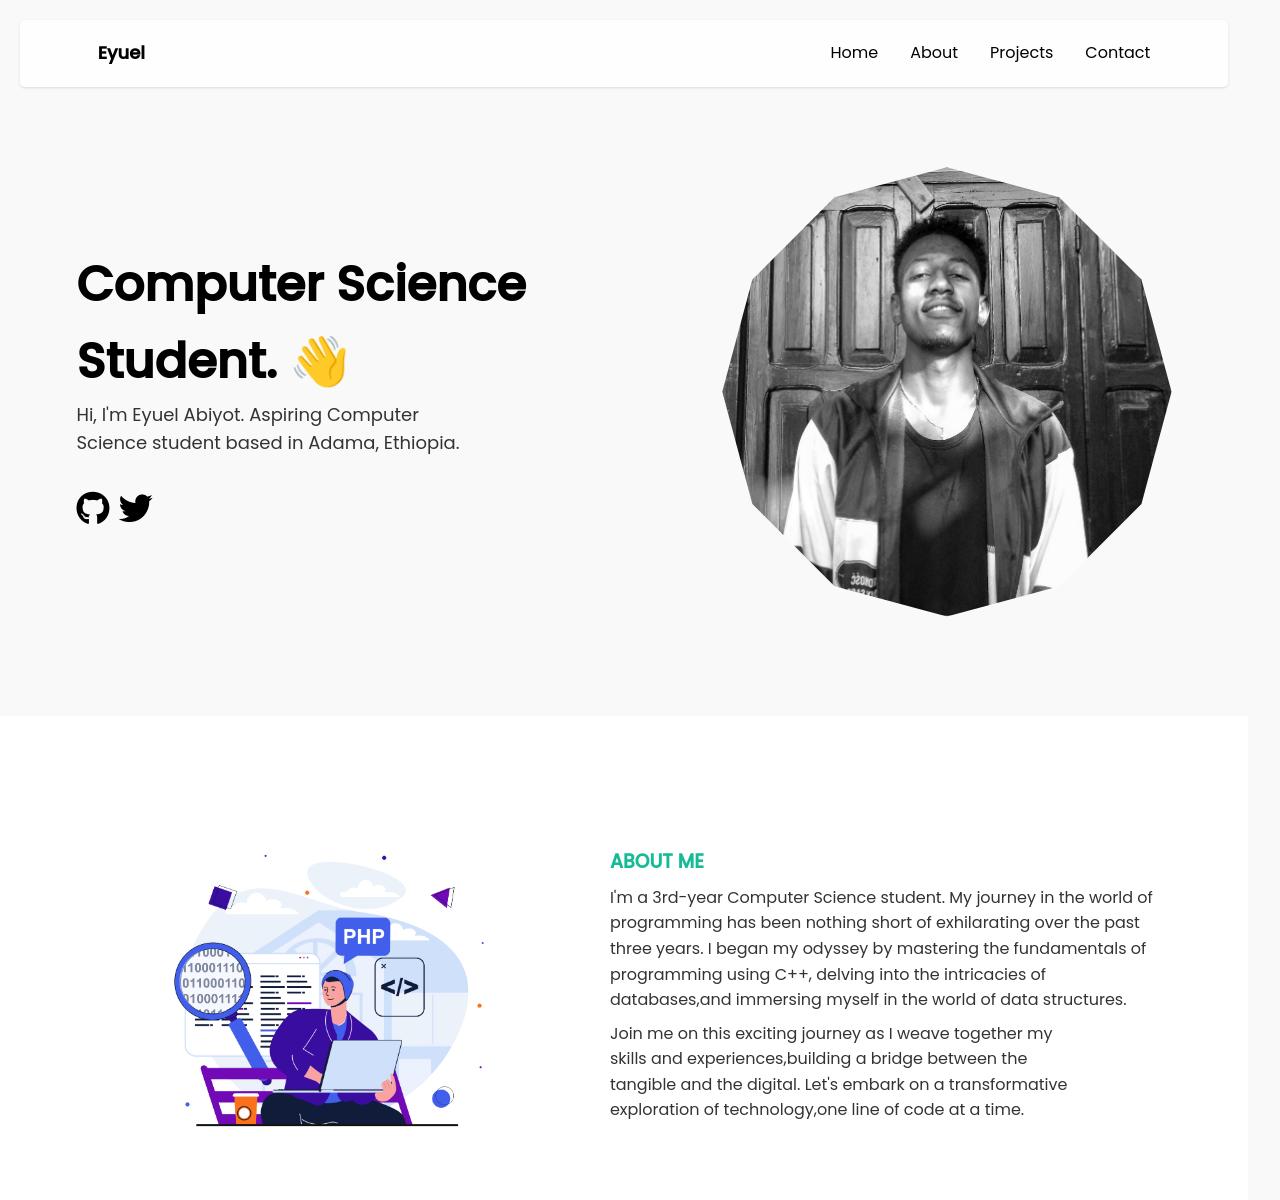 Eyuel
Home About Projects Contact
Computer Science
Student. 👋
Hi, I'm Eyuel Abiyot. Aspiring Computer
Science student based in Adama, Ethiopia.
ABOUT ME
I'm a 3rd-year Computer Science student. My journey in the world of
programming has been nothing short of exhilarating over the past
three years. I began my odyssey by mastering the fundamentals of
programming using C++, delving into the intricacies of
databases,and immersing myself in the world of data structures.
Join me on this exciting journey as I weave together my
skills and experiences,building a bridge between the
tangible and the digital. Let's embark on a transformative
exploration of technology,one line of code at a time.
PHP
</>
10001
110001110
011000110